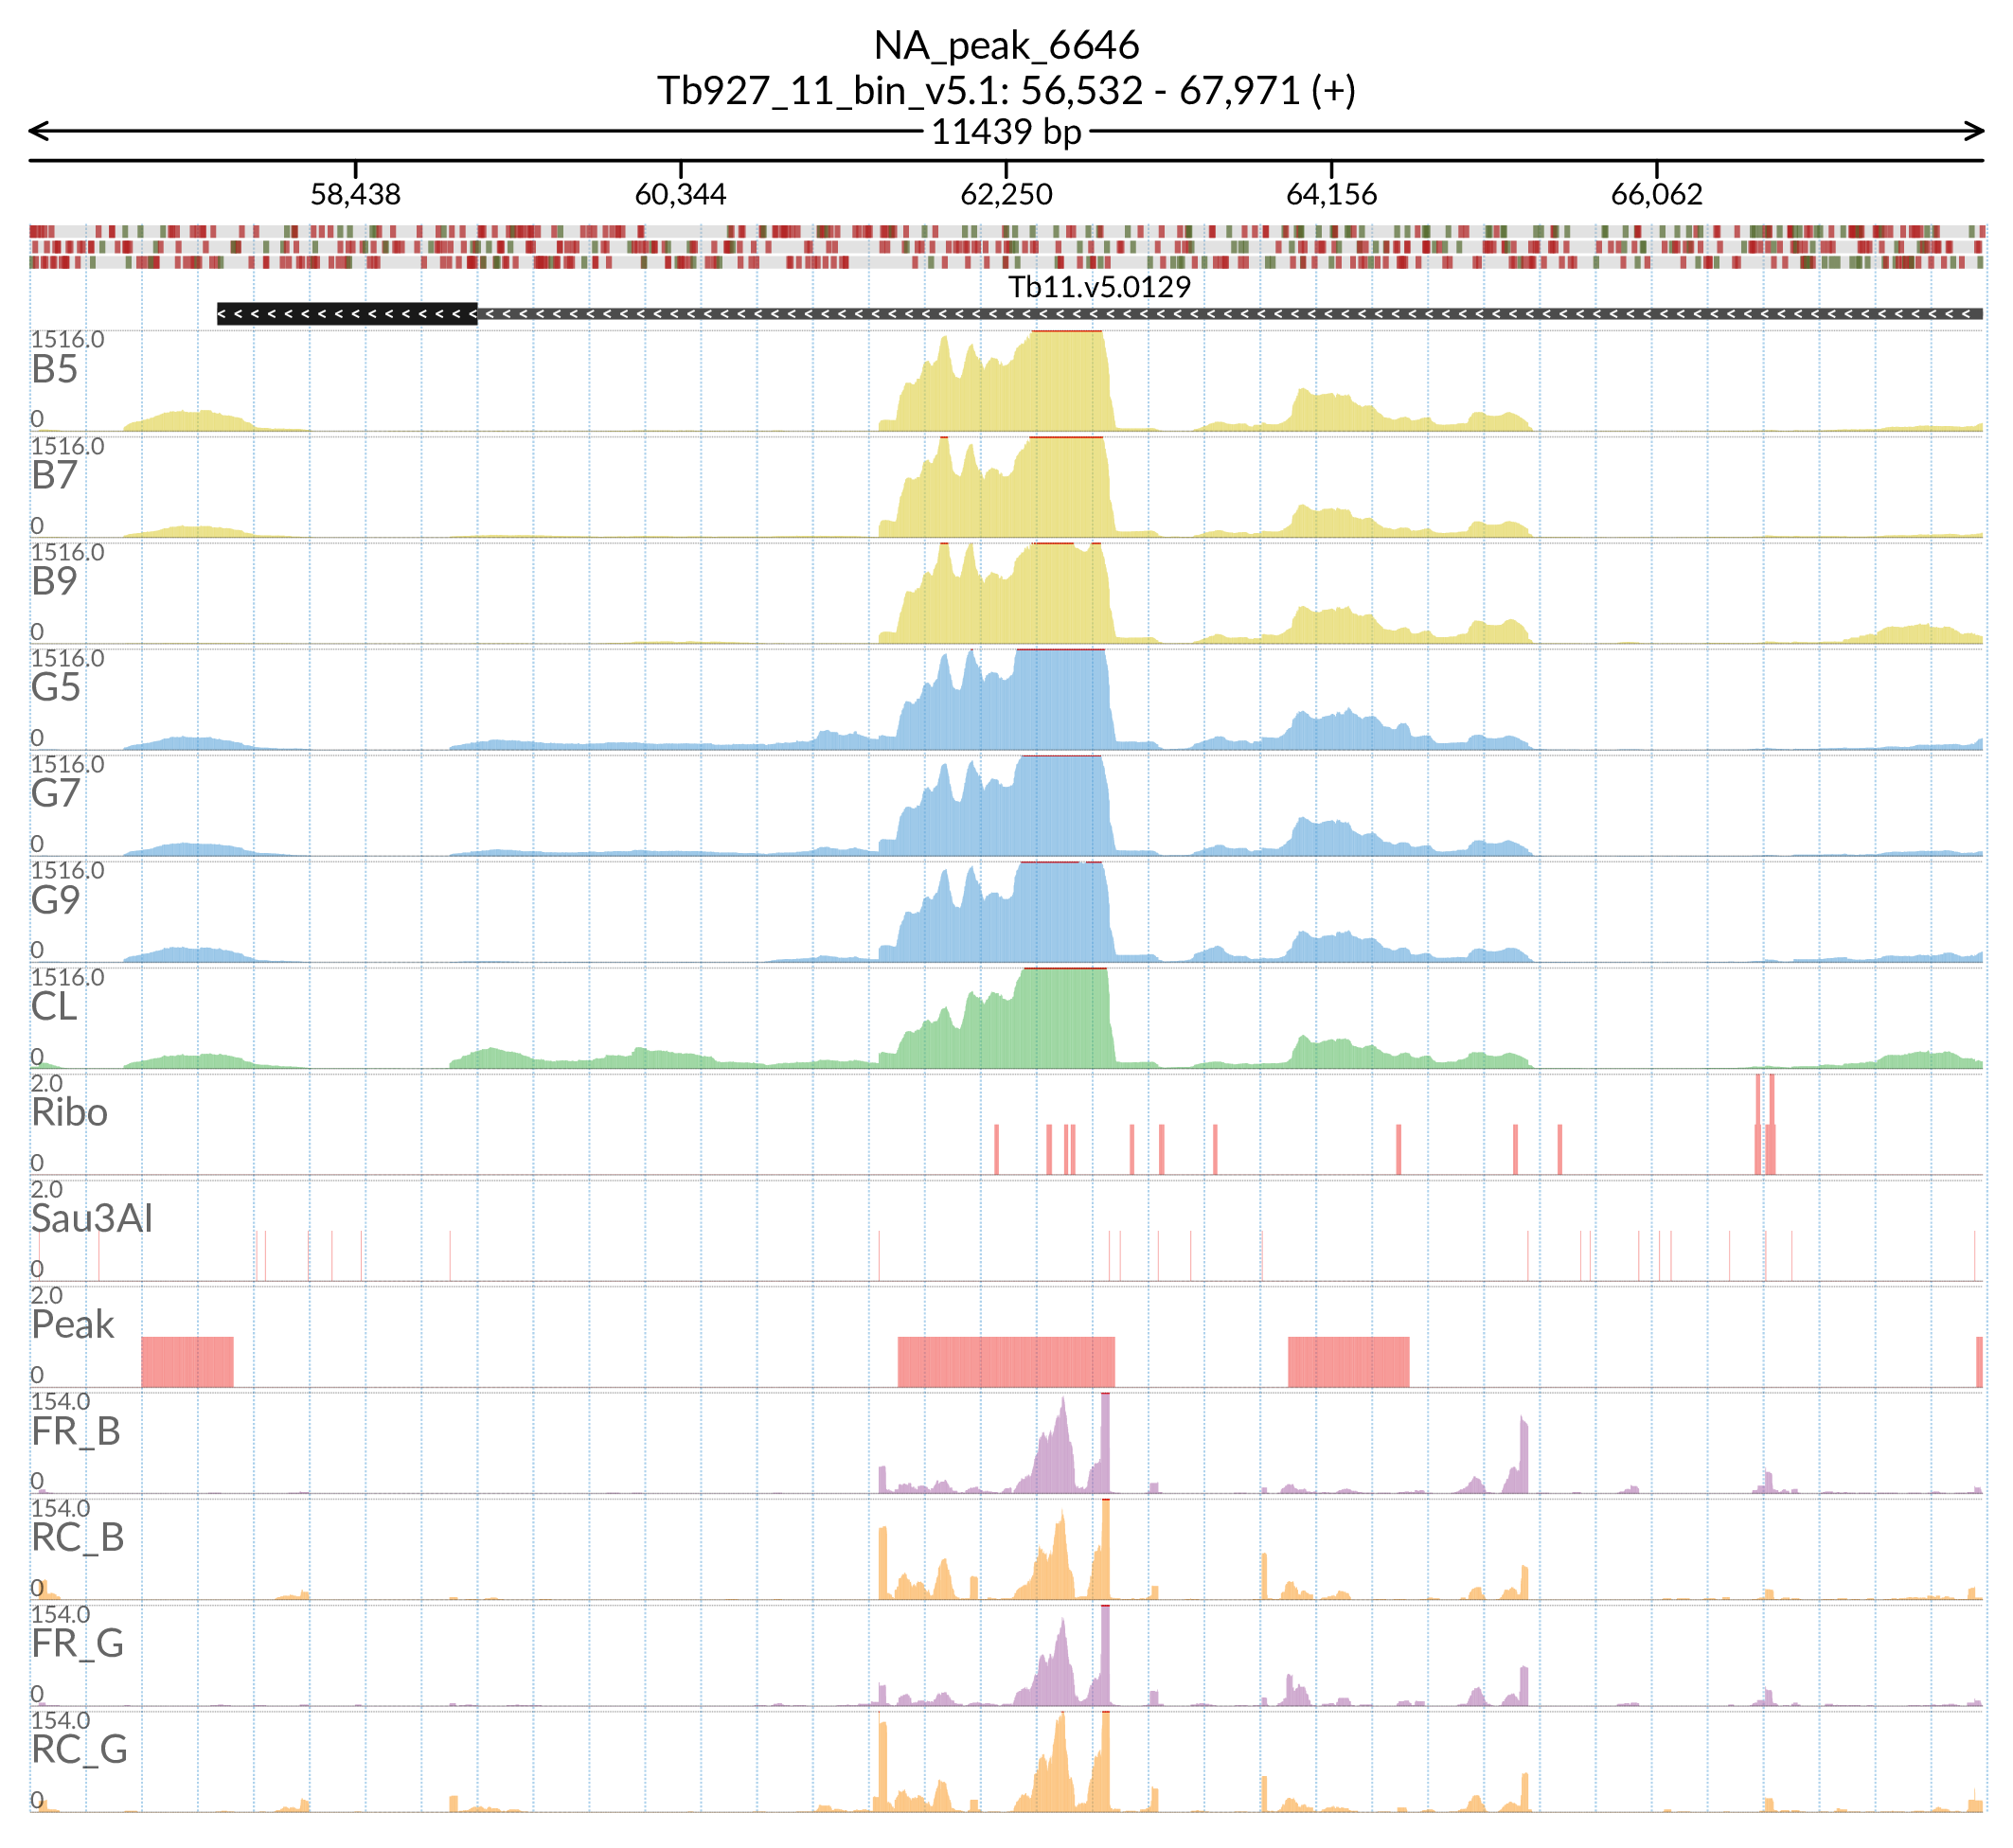 NA_peak_6646
Tb927_11_bin_v5.1: 56,532 - 67,971 (+)
11439 bp
58,438 60,344 62,250 64,156 66,062
Tb11.v5.0129
1516.0
B5
0
1516.0
B7
0
1516.0
B9
0
1516.0
G5
0
1516.0
G7
0
1516.0
G9
0
1516.0
CL
0
2.0
Ribo
0
2.0
Sau3AI
0
2.0
Peak
0
154.0
FR_B
0
154.0
RC_B
0
154.0
FR_G
0
154.0
RC_G
0